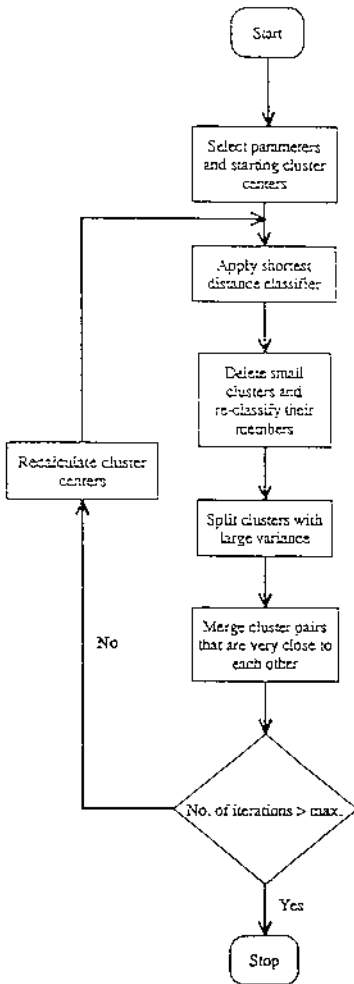 Start
Select parameters
and starting cluster
centers
Apply shortest
distance classifier
Delete small
clusters and
re-classify their
members
Recalculate cluster
centers
Split clusters with
large variance
Merge cluster pairs
that are very close to
each other
No
No. of iterations > max.
Yes
Stop